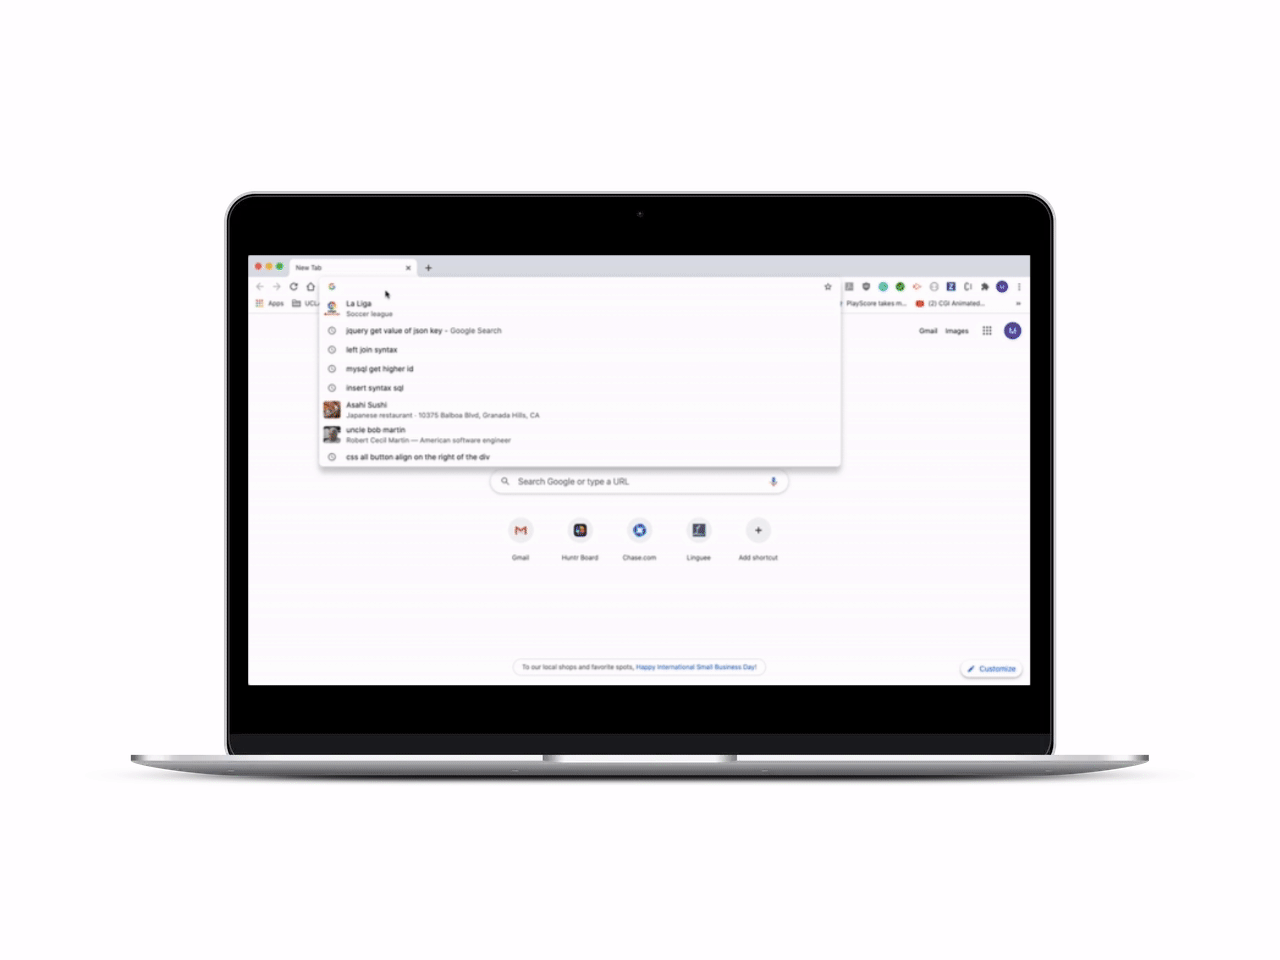 New Tab
Apps
PlayScore takes m...
(2) CGI Animated...
La Liga
Soccer league
Gmail
Images
M
jquery get value of json key - Google Search
left join syntax
mysql get higher id
insert syntax sql
Asahi Sushi
Japanese restaurant · 10375 Balboa Blvd, Granada Hills, CA
uncle bob martin
Robert Cecil Martin — American software engineer
css all button align on the right of the div
Search Google or type a URL
Gmail
Huntr Board
Chase.com
Linguee
Add shortcut
To our local shops and favorite spots, Happy International Small Business Day!
Customize